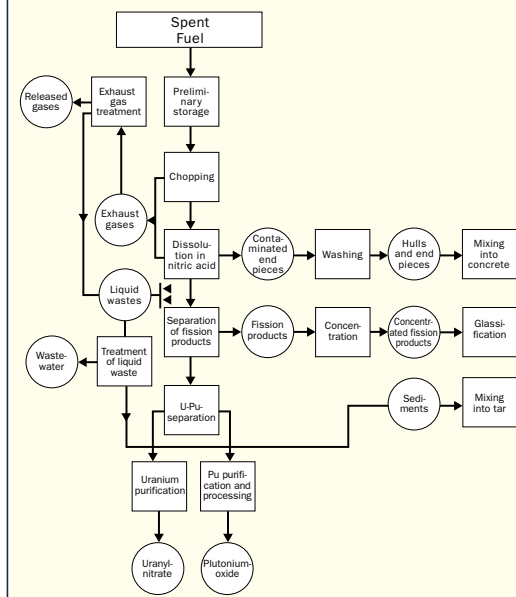 Spent
Fuel
Released
gases
Exhaust
gas
treatment
Prelimi-
nary
storage
Chopping
Exhaust
gases
Dissolu-
tion in
nitric acid
Conta-
minated
end
pieces
Washing
Hulls
and end
pieces
Mixing
into
concrete
Liquid
wastes
Separation
of fission
products
Fission
products
Concen-
tration
Concentr-
ated fission
products
Glassi-
fication
Waste-
water
Treatment
of liquid
waste
U-Pu-
separation
Sedi-
ments
Mixing
into tar
Uranium
purification
Pu purifi-
cation and
processing
Uranyl-
nitrate
Plutonium-
oxide